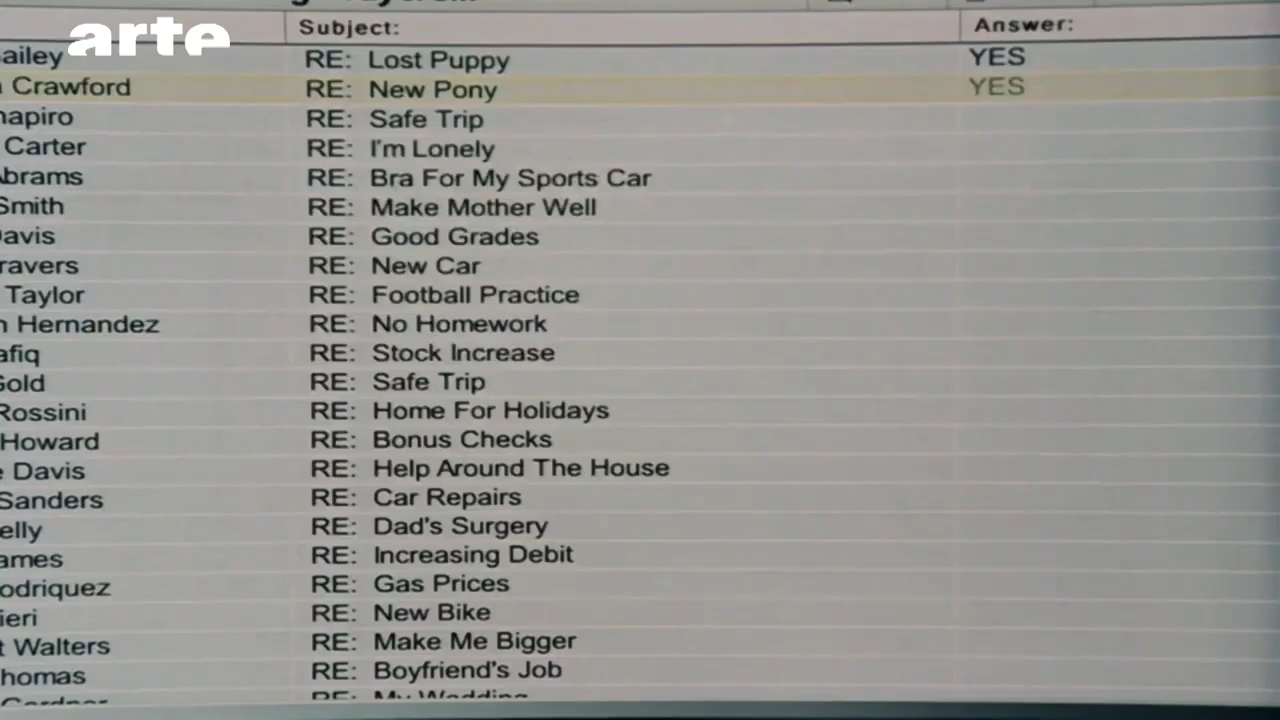 arte
Subject: Answer:
ailey RE: Lost Puppy YES
Crawford RE: New Pony YES
hapiro RE: Safe Trip
Carter RE: I'm Lonely
Abrams RE: Bra For My Sports Car
Smith RE: Make Mother Well
avis RE: Good Grades
ravers RE: New Car
Taylor RE: Football Practice
n Hernandez RE: No Homework
afiq RE: Stock Increase
Gold RE: Safe Trip
Rossini RE: Home For Holidays
Howard RE: Bonus Checks
e Davis RE: Help Around The House
Sanders RE: Car Repairs
elly RE: Dad's Surgery
ames RE: Increasing Debit
odriquez RE: Gas Prices
ieri RE: New Bike
t Walters RE: Make Me Bigger
homas RE: Boyfriend's Job
RE: My Wedding